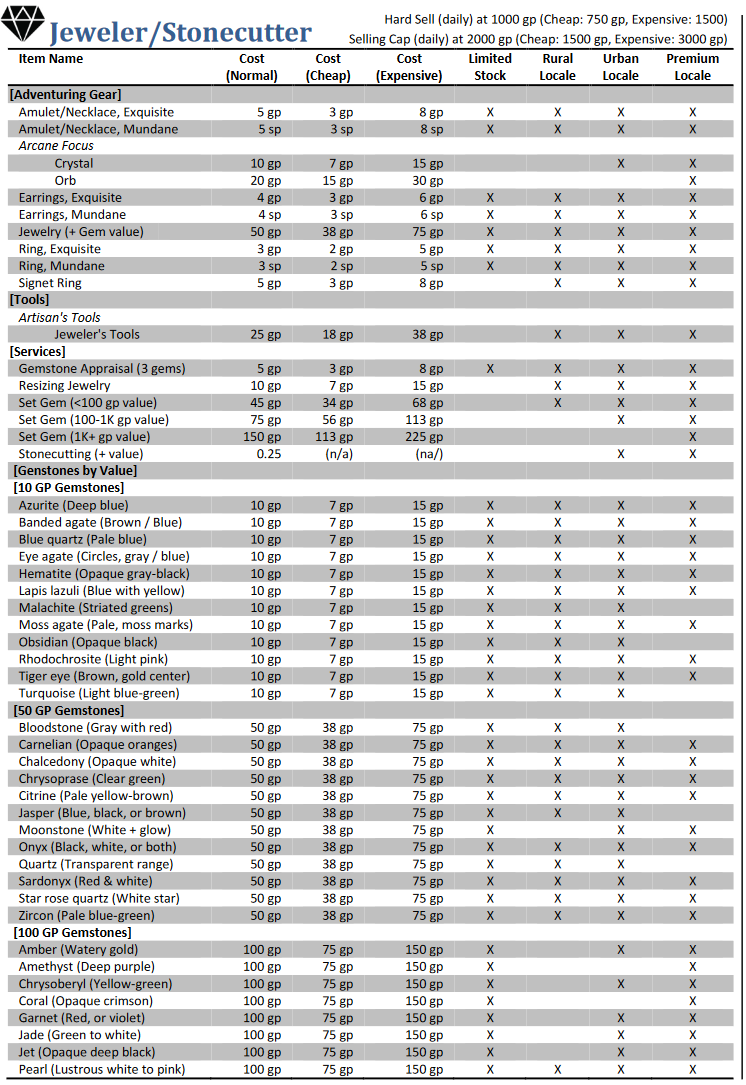 Jeweler/Stonecutter
Hard Sell (daily) at 1000 gp (Cheap: 750 gp, Expensive: 1500)
Selling Cap (daily) at 2000 gp (Cheap: 1500 gp, Expensive: 3000 gp)
Item Name Cost (Normal) Cost (Cheap) Cost (Expensive) Limited Stock Rural Locale Urban Locale Premium Locale
[Adventuring Gear]
Amulet/Necklace, Exquisite 5 gp 3 gp 8 gp X X X X
Amulet/Necklace, Mundane 5 sp 3 sp 8 sp X X X X
Arcane Focus
Crystal 10 gp 7 gp 15 gp X X
Orb 20 gp 15 gp 30 gp X
Earrings, Exquisite 4 gp 3 gp 6 gp X X X X
Earrings, Mundane 4 sp 3 sp 6 sp X X X X
Jewelry (+ Gem value) 50 gp 38 gp 75 gp X X X X
Ring, Exquisite 3 gp 2 gp 5 gp X X X X
Ring, Mundane 3 sp 2 sp 5 sp X X X X
Signet Ring 5 gp 3 gp 8 gp X X X
[Tools]
Artisan's Tools
Jeweler's Tools 25 gp 18 gp 38 gp X X X
[Services]
Gemstone Appraisal (3 gems) 5 gp 3 gp 8 gp X X X X
Resizing Jewelry 10 gp 7 gp 15 gp X X X
Set Gem (<100 gp value) 45 gp 34 gp 68 gp X X X
Set Gem (100-1K gp value) 75 gp 56 gp 113 gp X X
Set Gem (1K+ gp value) 150 gp 113 gp 225 gp X
Stonecutting (+ value) 0.25 (n/a) (na/) X X
[Genstones by Value]
[10 GP Gemstones]
Azurite (Deep blue) 10 gp 7 gp 15 gp X X X X
Banded agate (Brown / Blue) 10 gp 7 gp 15 gp X X X X
Blue quartz (Pale blue) 10 gp 7 gp 15 gp X X X X
Eye agate (Circles, gray / blue) 10 gp 7 gp 15 gp X X X X
Hematite (Opaque gray-black) 10 gp 7 gp 15 gp X X X X
Lapis lazuli (Blue with yellow) 10 gp 7 gp 15 gp X X X X
Malachite (Striated greens) 10 gp 7 gp 15 gp X X X
Moss agate (Pale, moss marks) 10 gp 7 gp 15 gp X X X X
Obsidian (Opaque black) 10 gp 7 gp 15 gp X X X
Rhodochrosite (Light pink) 10 gp 7 gp 15 gp X X X X
Tiger eye (Brown, gold center) 10 gp 7 gp 15 gp X X X X
Turquoise (Light blue-green) 10 gp 7 gp 15 gp X X X
[50 GP Gemstones]
Bloodstone (Gray with red) 50 gp 38 gp 75 gp X X X
Carnelian (Opaque oranges) 50 gp 38 gp 75 gp X X X X
Chalcedony (Opaque white) 50 gp 38 gp 75 gp X X X X
Chrysoprase (Clear green) 50 gp 38 gp 75 gp X X X X
Citrine (Pale yellow-brown) 50 gp 38 gp 75 gp X X X X
Jasper (Blue, black, or brown) 50 gp 38 gp 75 gp X X X
Moonstone (White + glow) 50 gp 38 gp 75 gp X X X
Onyx (Black, white, or both) 50 gp 38 gp 75 gp X X X X
Quartz (Transparent range) 50 gp 38 gp 75 gp X X X
Sardonyx (Red & white) 50 gp 38 gp 75 gp X X X X
Star rose quartz (White star) 50 gp 38 gp 75 gp X X X X
Zircon (Pale blue-green) 50 gp 38 gp 75 gp X X X X
[100 GP Gemstones]
Amber (Watery gold) 100 gp 75 gp 150 gp X X X
Amethyst (Deep purple) 100 gp 75 gp 150 gp X X
Chrysoberyl (Yellow-green) 100 gp 75 gp 150 gp X X X
Coral (Opaque crimson) 100 gp 75 gp 150 gp X X
Garnet (Red, or violet) 100 gp 75 gp 150 gp X X X
Jade (Green to white) 100 gp 75 gp 150 gp X X X
Jet (Opaque deep black) 100 gp 75 gp 150 gp X X X
Pearl (Lustrous white to pink) 100 gp 75 gp 150 gp X X X X